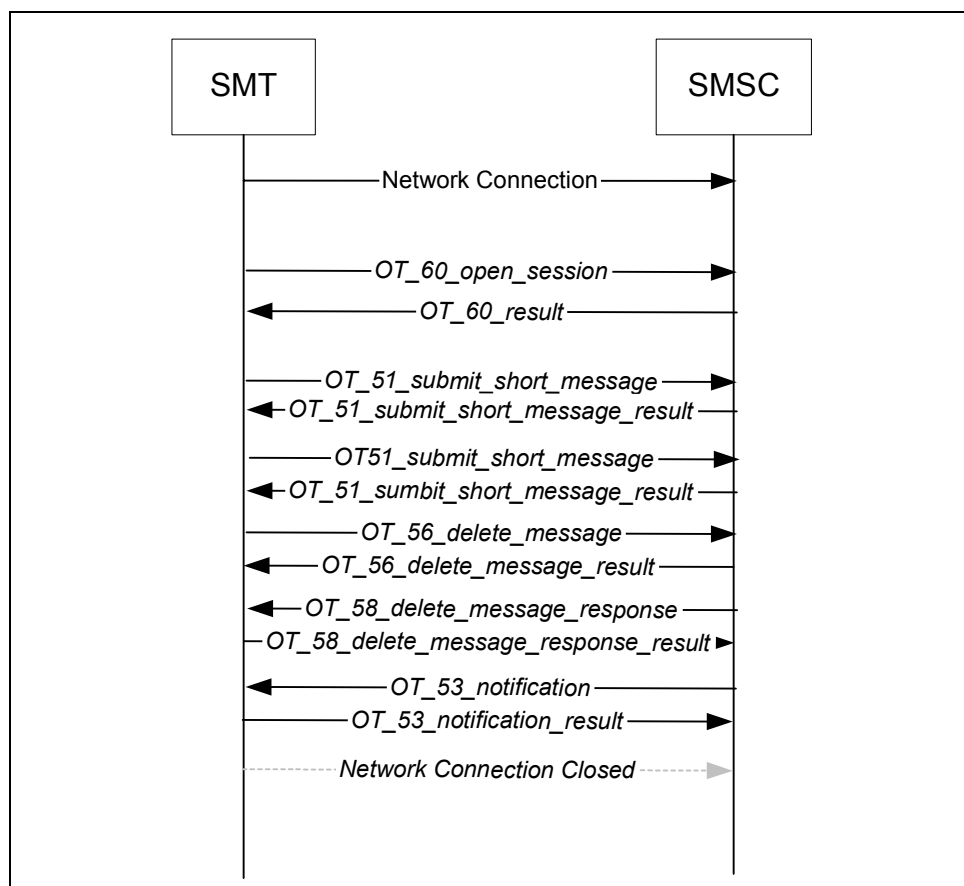 SMT
SMSC
Network Connection
OT_60_open_session
OT_60_result
OT_51_submit_short_message
OT_51_submit_short_message_result
OT51_submit_short_message
OT_51_sumbit_short_message_result
OT_56_delete_message
OT_56_delete_message_result
OT_58_delete_message_response
OT_58_delete_message_response_result
OT_53_notification
OT_53_notification_result
Network Connection Closed